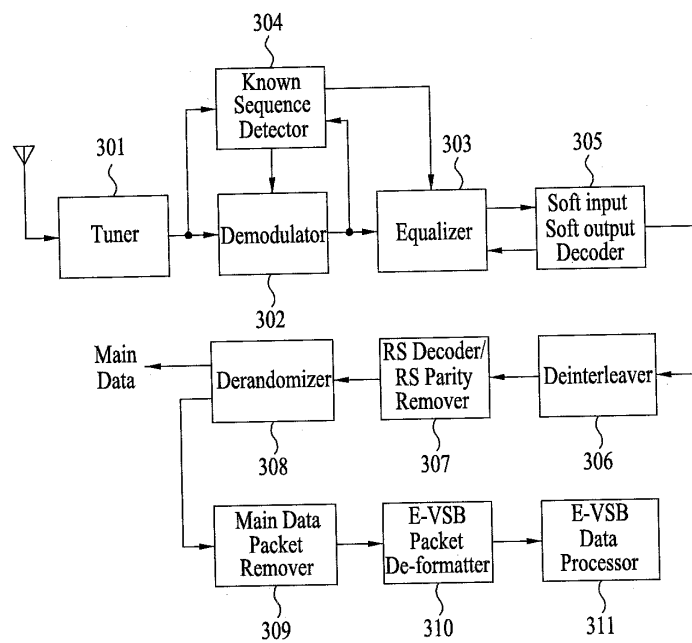 304
Known
Sequence
Detector
301
Tuner
Demodulator
302
303
Equalizer
305
Soft input
Soft output
Decoder
Main
Data
Derandomizer
308
RS Decoder/
RS Parity
Remover
307
Deinterleaver
306
Main Data
Packet
Remover
309
E-VSB
Packet
De-formatter
310
E-VSB
Data
Processor
311